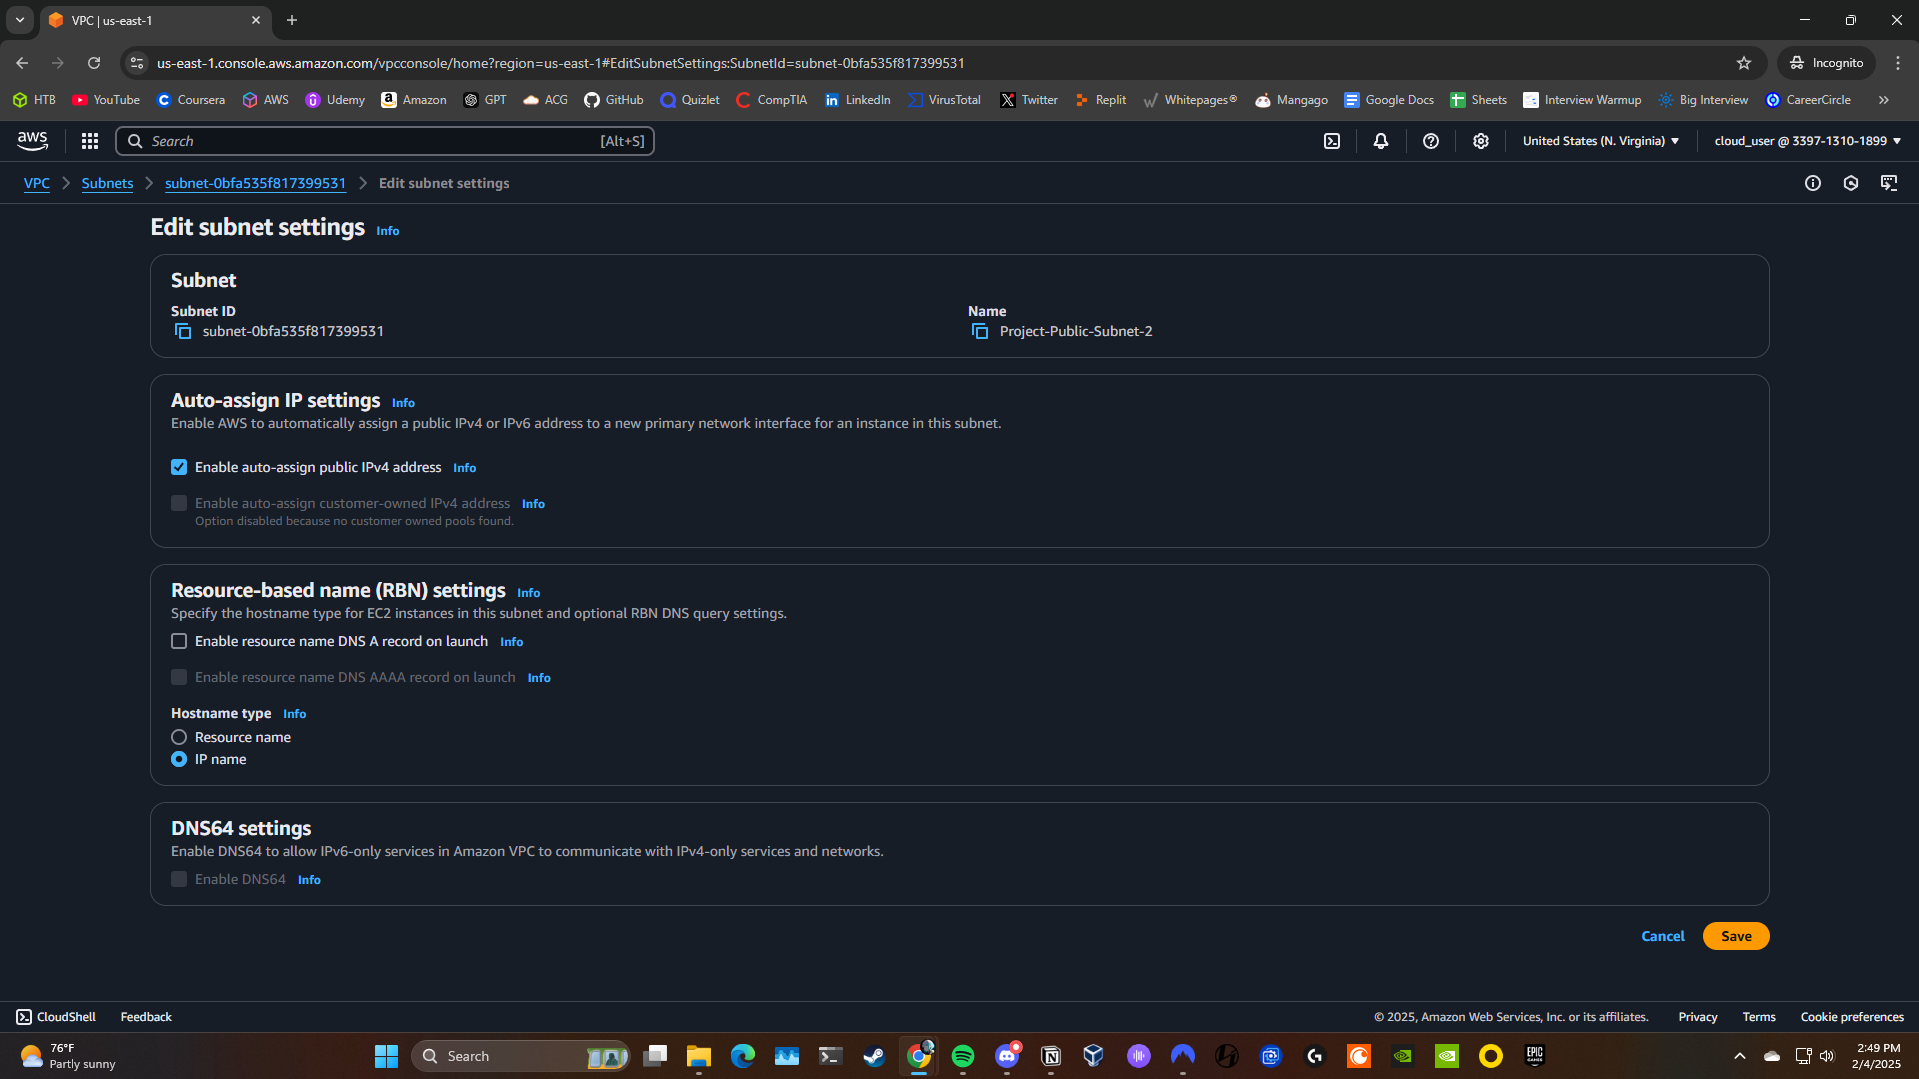 VPC | us-east-1
us-east-1.console.aws.amazon.com/vpcconsole/home?region=us-east-1#EditSubnetSettings:SubnetId=subnet-0bfa535f817399531
Incognito
HTB YouTube Coursera AWS Udemy Amazon GPT ACG GitHub Quizlet CompTIA LinkedIn VirusTotal Twitter Replit Whitepages® Mangago Google Docs Sheets Interview Warmup Big Interview CareerCircle
aws Search [Alt+S] United States (N. Virginia) cloud_user @ 3397-1310-1899
VPC Subnets subnet-0bfa535f817399531 Edit subnet settings
Edit subnet settings Info
Subnet
Subnet ID
subnet-0bfa535f817399531
Name
Project-Public-Subnet-2
Auto-assign IP settings Info
Enable AWS to automatically assign a public IPv4 or IPv6 address to a new primary network interface for an instance in this subnet.
Enable auto-assign public IPv4 address Info
Enable auto-assign customer-owned IPv4 address Info
Option disabled because no customer owned pools found.
Resource-based name (RBN) settings Info
Specify the hostname type for EC2 instances in this subnet and optional RBN DNS query settings.
Enable resource name DNS A record on launch Info
Enable resource name DNS AAAA record on launch Info
Hostname type Info
Resource name
IP name
DNS64 settings
Enable DNS64 to allow IPv6-only services in Amazon VPC to communicate with IPv4-only services and networks.
Enable DNS64 Info
Cancel Save
CloudShell Feedback © 2025, Amazon Web Services, Inc. or its affiliates. Privacy Terms Cookie preferences
76°F
Partly sunny
Search
EPIC
GAMES
2:49 PM
2/4/2025